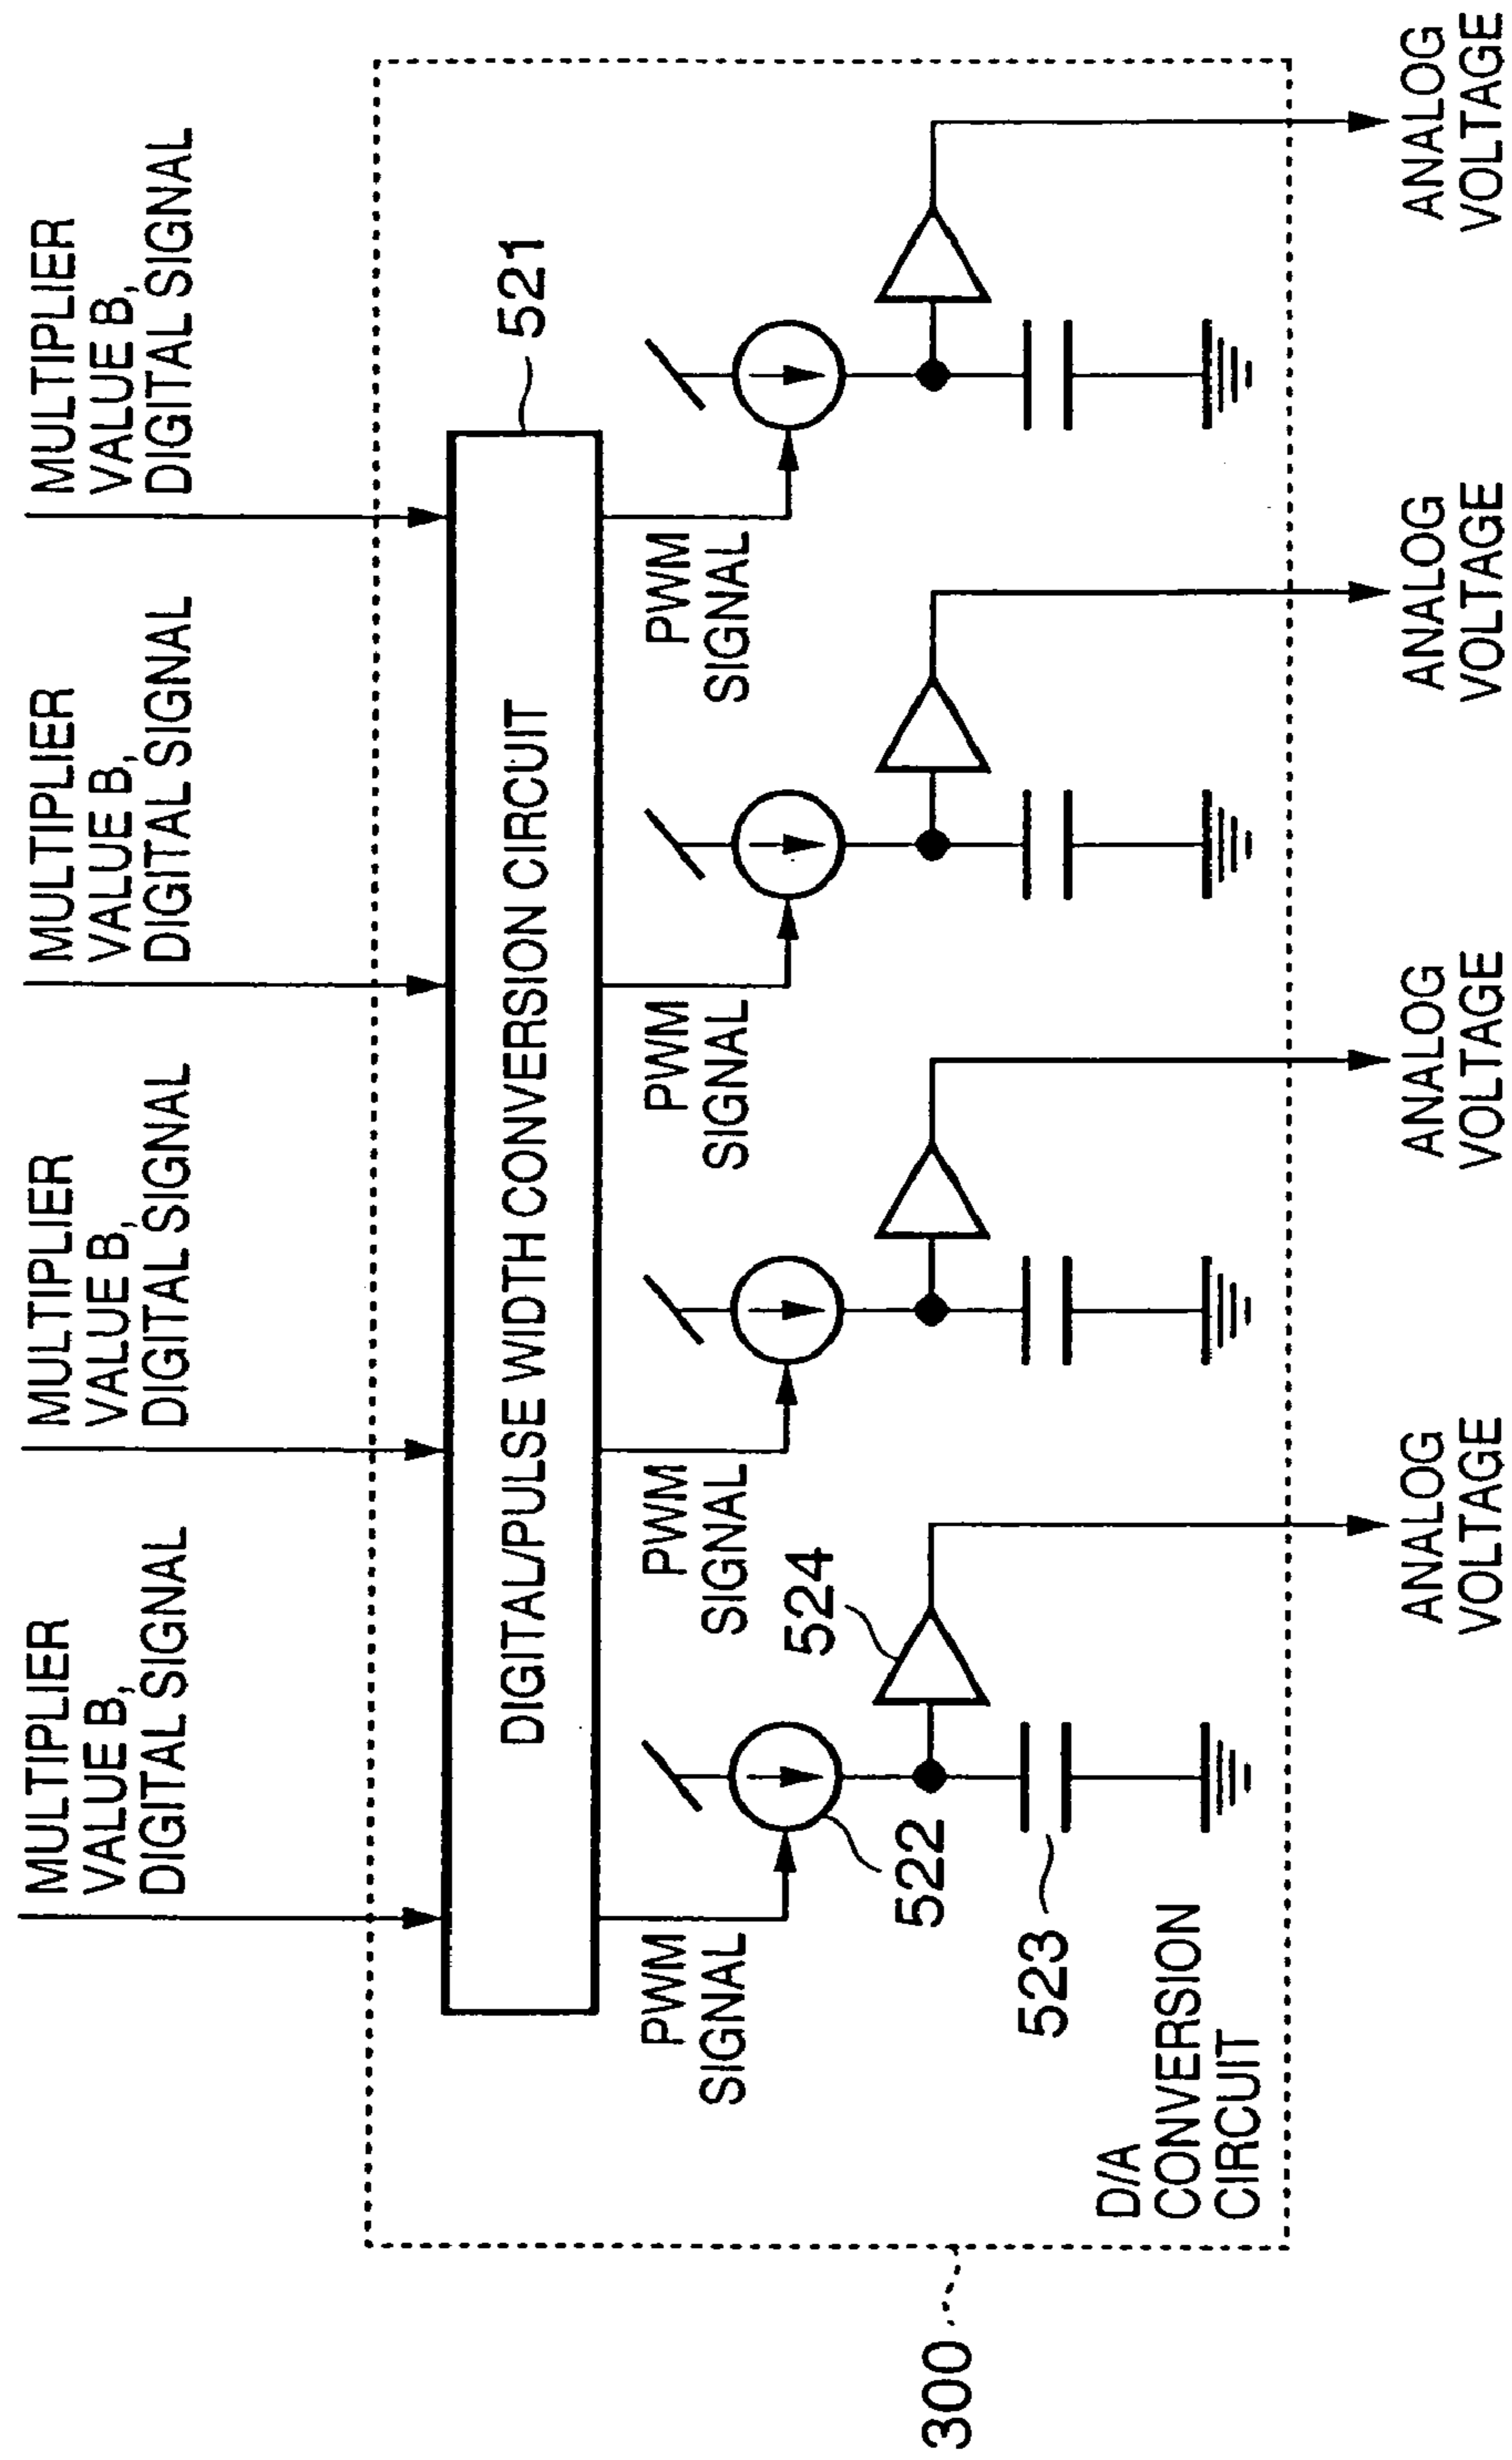 MULTIPLIER
VALUE B,
DIGITAL SIGNAL
MULTIPLIER
VALUE B,
DIGITAL SIGNAL
MULTIPLIER
VALUE B,
DIGITAL SIGNAL
MULTIPLIER
VALUE B,
DIGITAL SIGNAL
521
DIGITAL/PULSE WIDTH CONVERSION CIRCUIT
PWM
SIGNAL
PWM
SIGNAL
PWM
SIGNAL
PWM
SIGNAL
524
522
523
D/A
CONVERSION
CIRCUIT
300
ANALOG
VOLTAGE
ANALOG
VOLTAGE
ANALOG
VOLTAGE
ANALOG
VOLTAGE